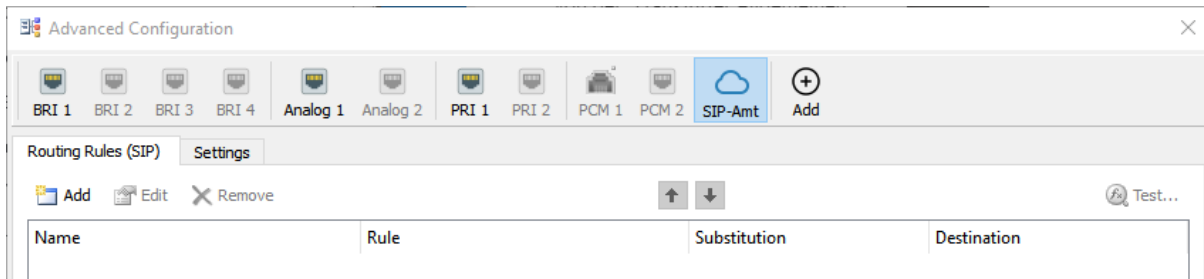 Advanced Configuration
BRI 1 BRI 2 BRI 3 BRI 4 Analog 1 Analog 2 PRI 1 PRI 2 PCM 1 PCM 2 SIP-Amt Add
Routing Rules (SIP) Settings
Add Edit Remove Test...
Name Rule Substitution Destination